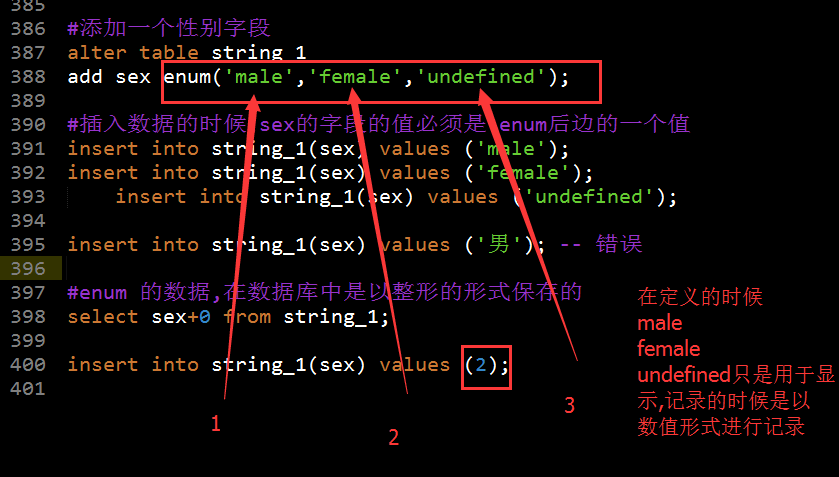 385
386 #添加一个性别字段
387 alter table string_1
388 add sex enum('male','female','undefined');
389
390 #插入数据的时候 sex的字段的值必须是 enum后边的一个值
391 insert into string_1(sex) values ('male');
392 insert into string_1(sex) values ('female');
393 insert into string_1(sex) values ('undefined');
394
395 insert into string_1(sex) values ('男'); -- 错误
396
397 #enum 的数据,在数据库中是以整形的形式保存的
398 select sex+0 from string_1;
399
400 insert into string_1(sex) values (2);
401
1
2
3
在定义的时候
male
female
undefined只是用于显
示,记录的时候是以
数值形式进行记录